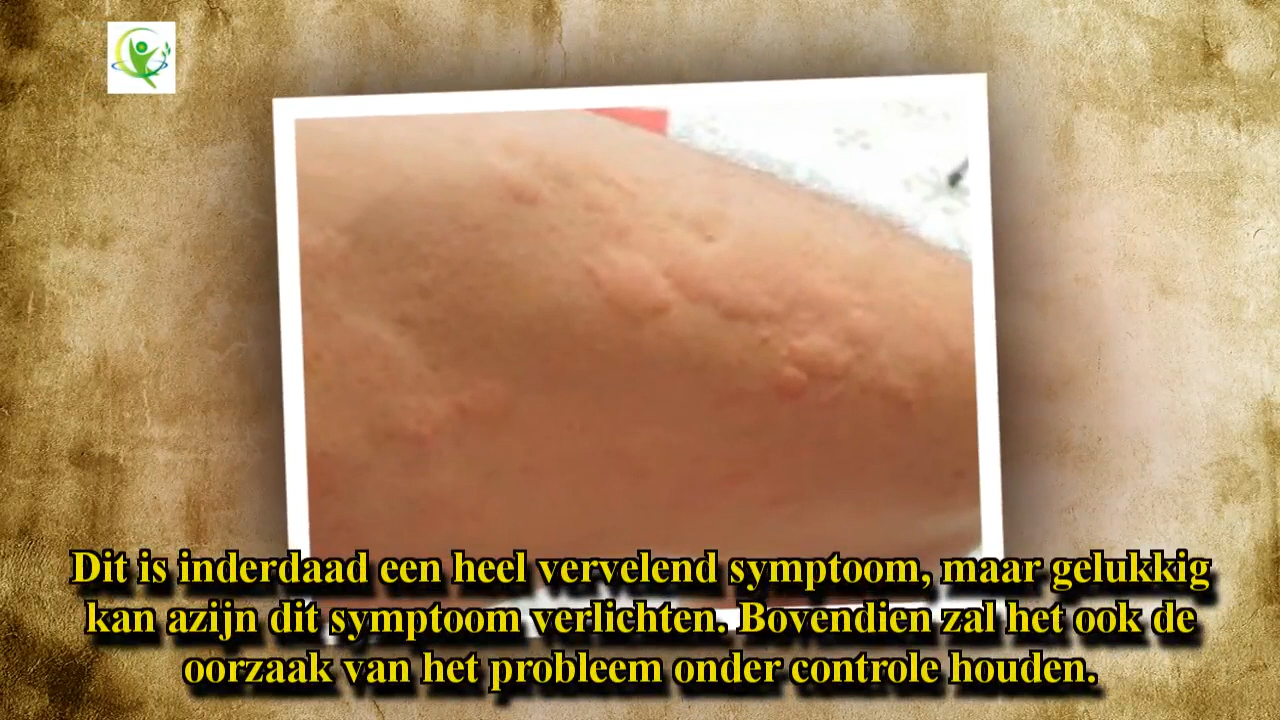 Dit is inderdaad een heel vervelend symptoom, maar gelukkig
kan azijn dit symptoom verlichten. Bovendien zal het ook de
oorzaak van het probleem onder controle houden.